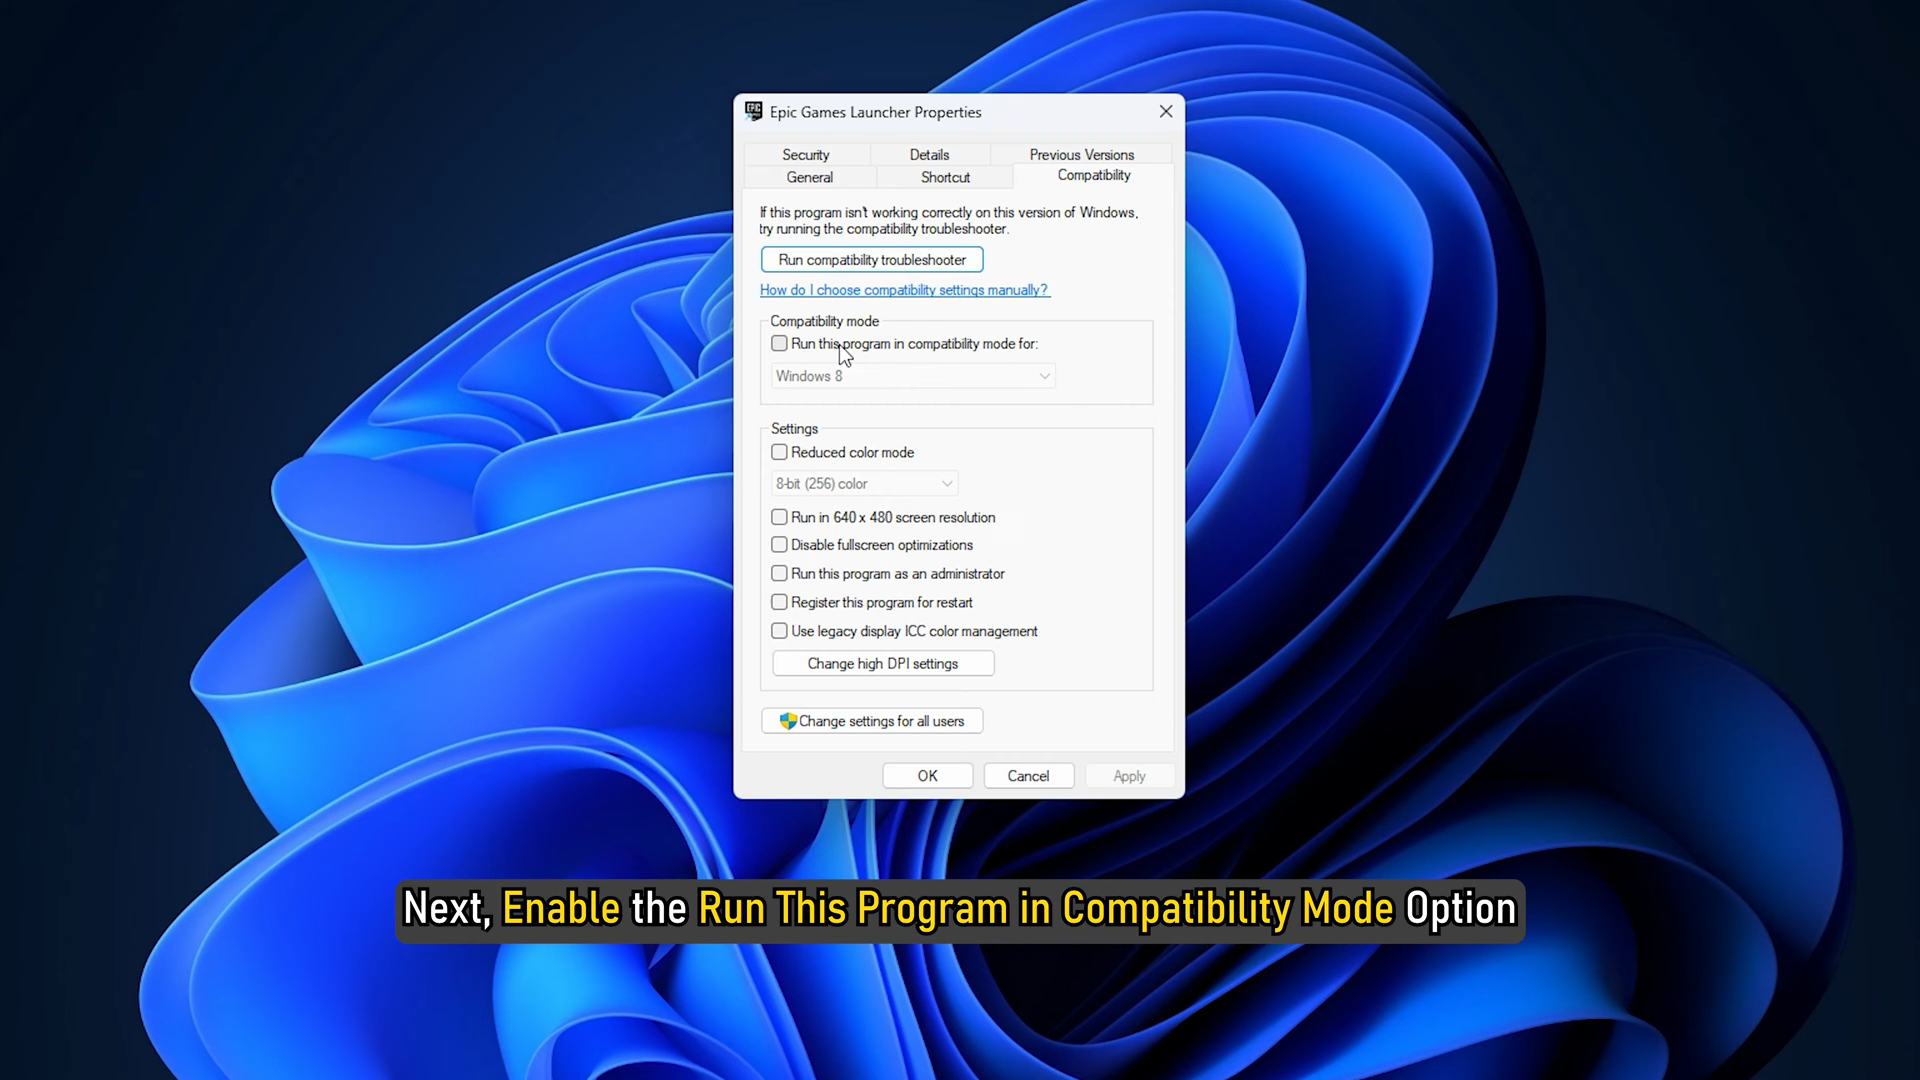 EPIC GAMES
Epic Games Launcher Properties
Security Details Previous Versions
General Shortcut Compatibility
If this program isn't working correctly on this version of Windows,
try running the compatibility troubleshooter.
Run compatibility troubleshooter
How do I choose compatibility settings manually?
Compatibility mode
Run this program in compatibility mode for:
Windows 8
Settings
Reduced color mode
8-bit (256) color
Run in 640 x 480 screen resolution
Disable fullscreen optimizations
Run this program as an administrator
Register this program for restart
Use legacy display ICC color management
Change high DPI settings
Change settings for all users
OK Cancel Apply
Next, Enable the Run This Program in Compatibility Mode Option